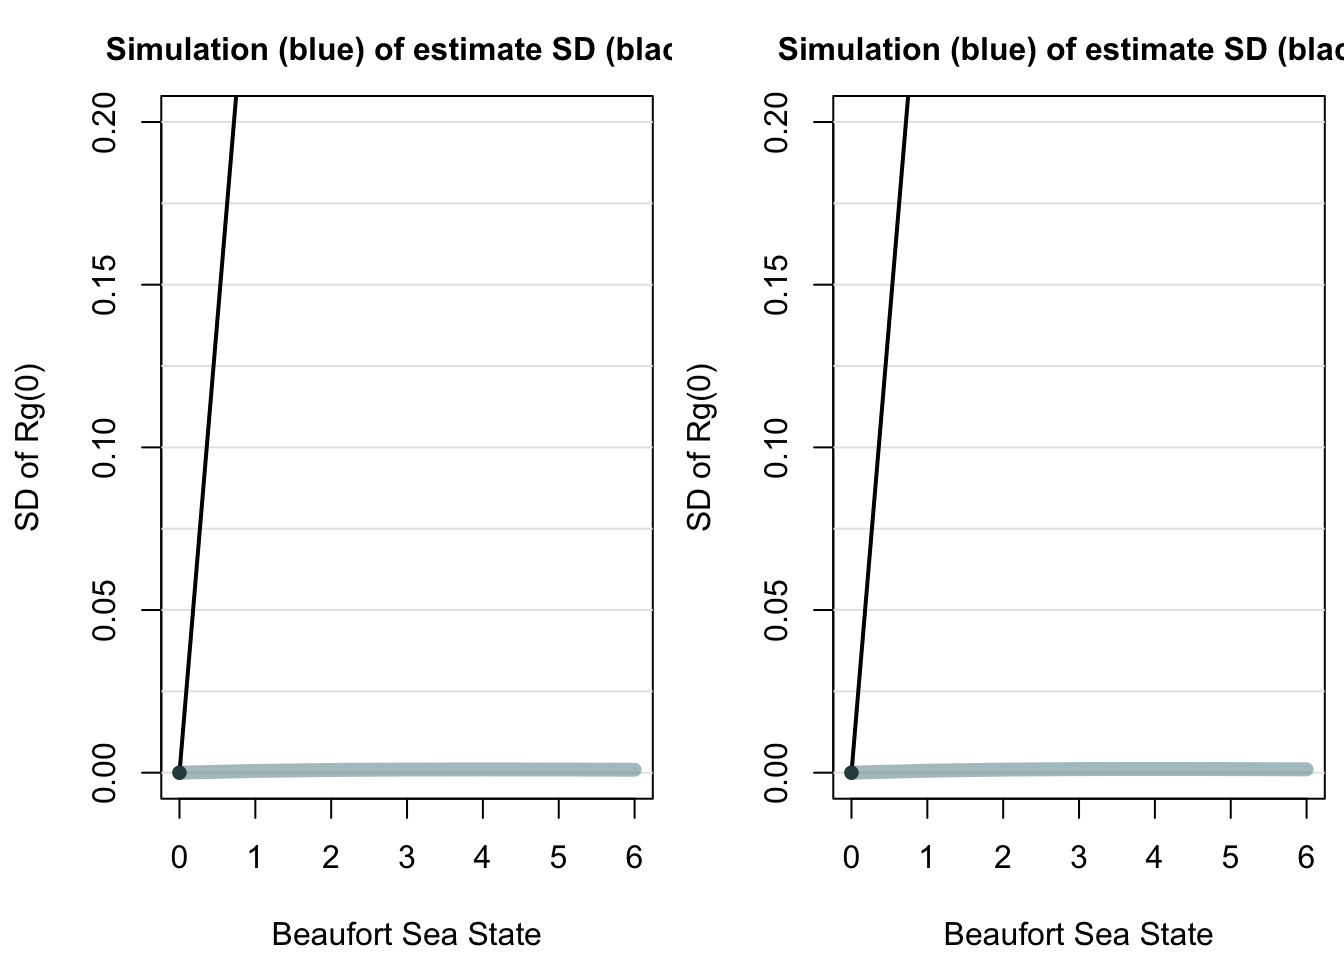 Simulation (blue) of estimate SD (blac
SD of Rg(0)
0.20
0.15
0.10
0.05
0.00
0 1 2 3 4 5 6
Beaufort Sea State
Simulation (blue) of estimate SD (blac
SD of Rg(0)
0.20
0.15
0.10
0.05
0.00
0 1 2 3 4 5 6
Beaufort Sea State